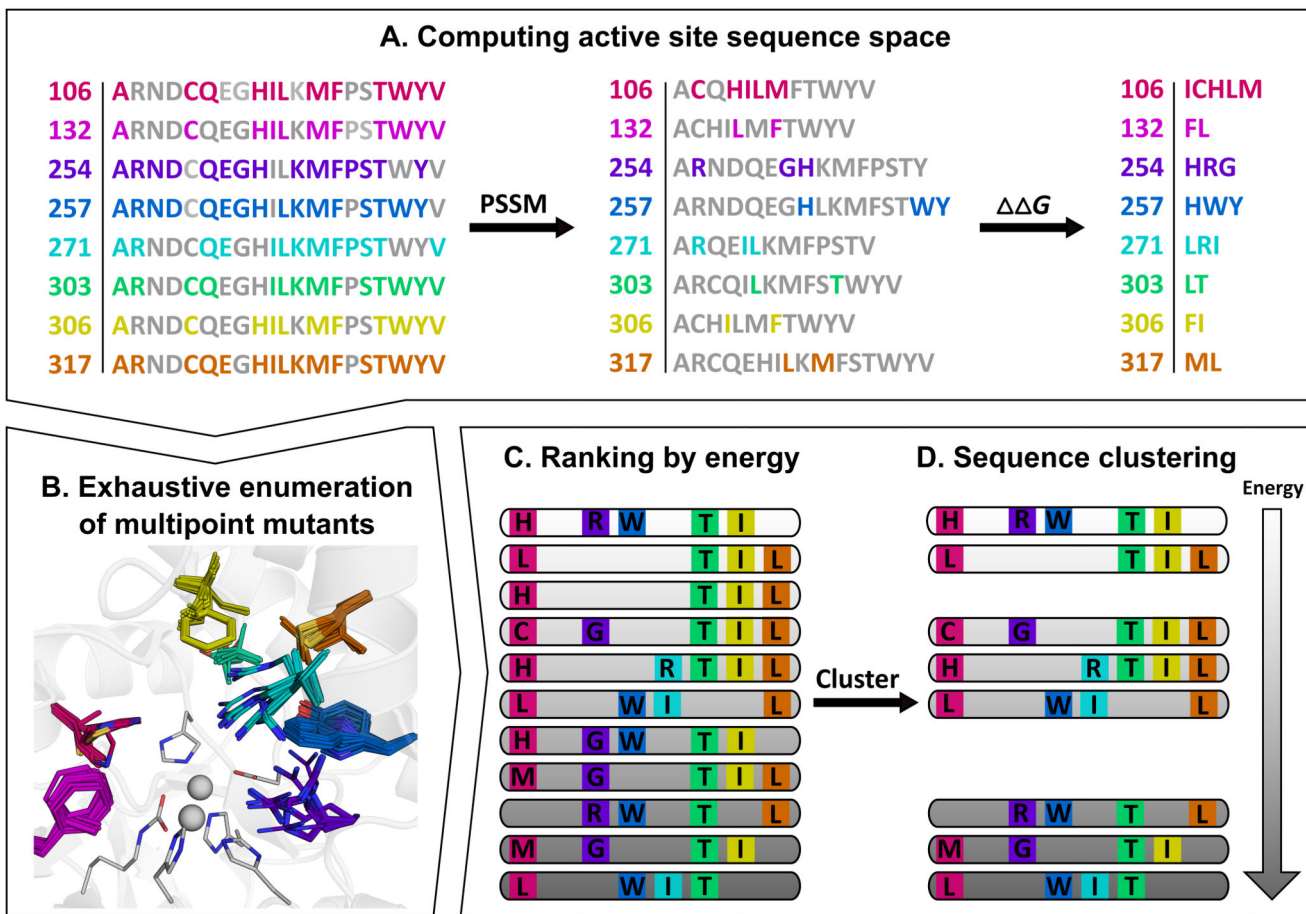 A. Computing active site sequence space
106 ARNDCQEGHILKMFPSTWYV
132 ARNDCQEGHILKMFPSTWYV
254 ARNDCQEGHILKMFPSTWYV
257 ARNDCQEGHILKMFPSTWYV
271 ARNDCQEGHILKMFPSTWYV
303 ARNDCQEGHILKMFPSTWYV
306 ARNDCQEGHILKMFPSTWYV
317 ARNDCQEGHILKMFPSTWYV
PSSM
106 ACQHILMFTWYV
132 ACHILMFTWYV
254 ARNDQEGHKMFPSTY
257 ARNDQEGHLKMFSTWY
271 ARQEILKMFPSTV
303 ARCQILKMFSTWYV
306 ACHILMFTWYV
317 ARCQEHILKMFSTWYV
ΔΔG
106 ICHLM
132 FL
254 HRG
257 HWY
271 LRI
303 LT
306 FI
317 ML
B. Exhaustive enumeration
of multipoint mutants
C. Ranking by energy
H R W T I
L T I L
H T I L
C G T I L
H R T I L
L W I L
H G W T I
M G T I L
R W T L
M G T I
L W I T
Cluster
D. Sequence clustering
Energy
H R W T I
L T I L
C G T I L
H R T I L
L W I L
R W T L
M G T I
L W I T